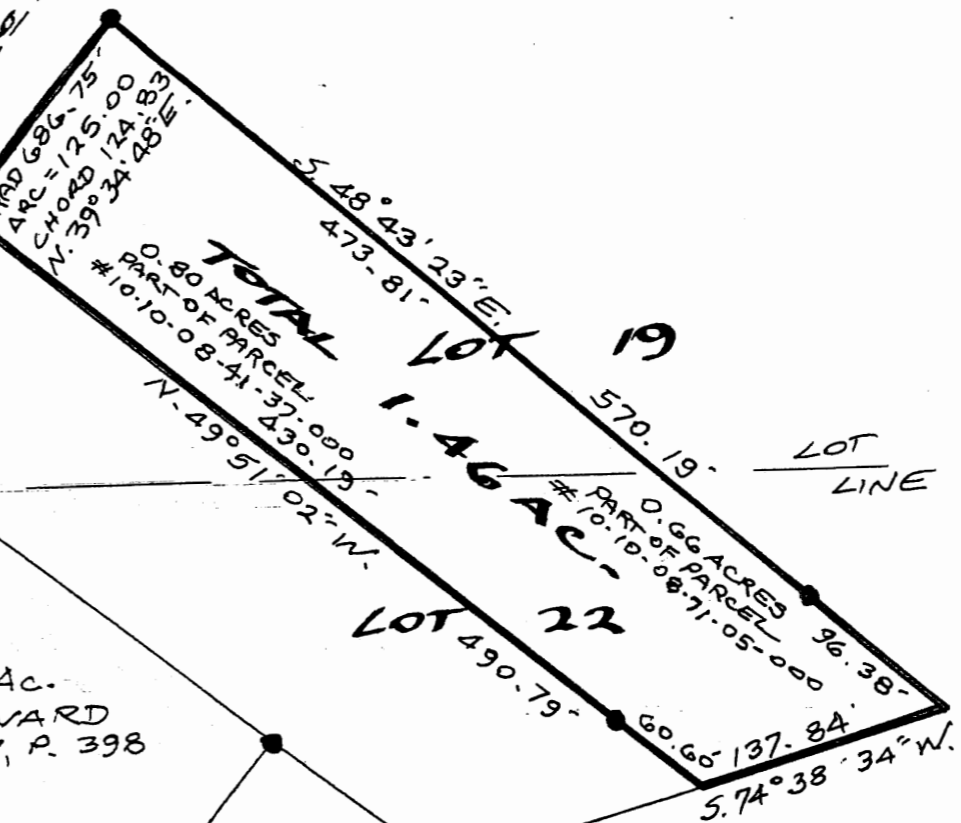 RAD 686.75'
ARC = 125.00
CHORD 124.83
N. 39° 34' 48" E.
S. 48° 43' 23" E.
473.81'
TOTAL
1.46 AC.
0.80 ACRES
PART OF PARCEL
#10-10-08-41-37-000
430.19'
N. 49° 51' 02" W.
LOT 19
570.19'
LOT
LINE
0.66 ACRES
PART OF PARCEL
#10-10-08-71-05-000
LOT 22
490.79'
60.60'
96.38'
137.84'
S. 74° 38' 34" W.
AC.
P. 398